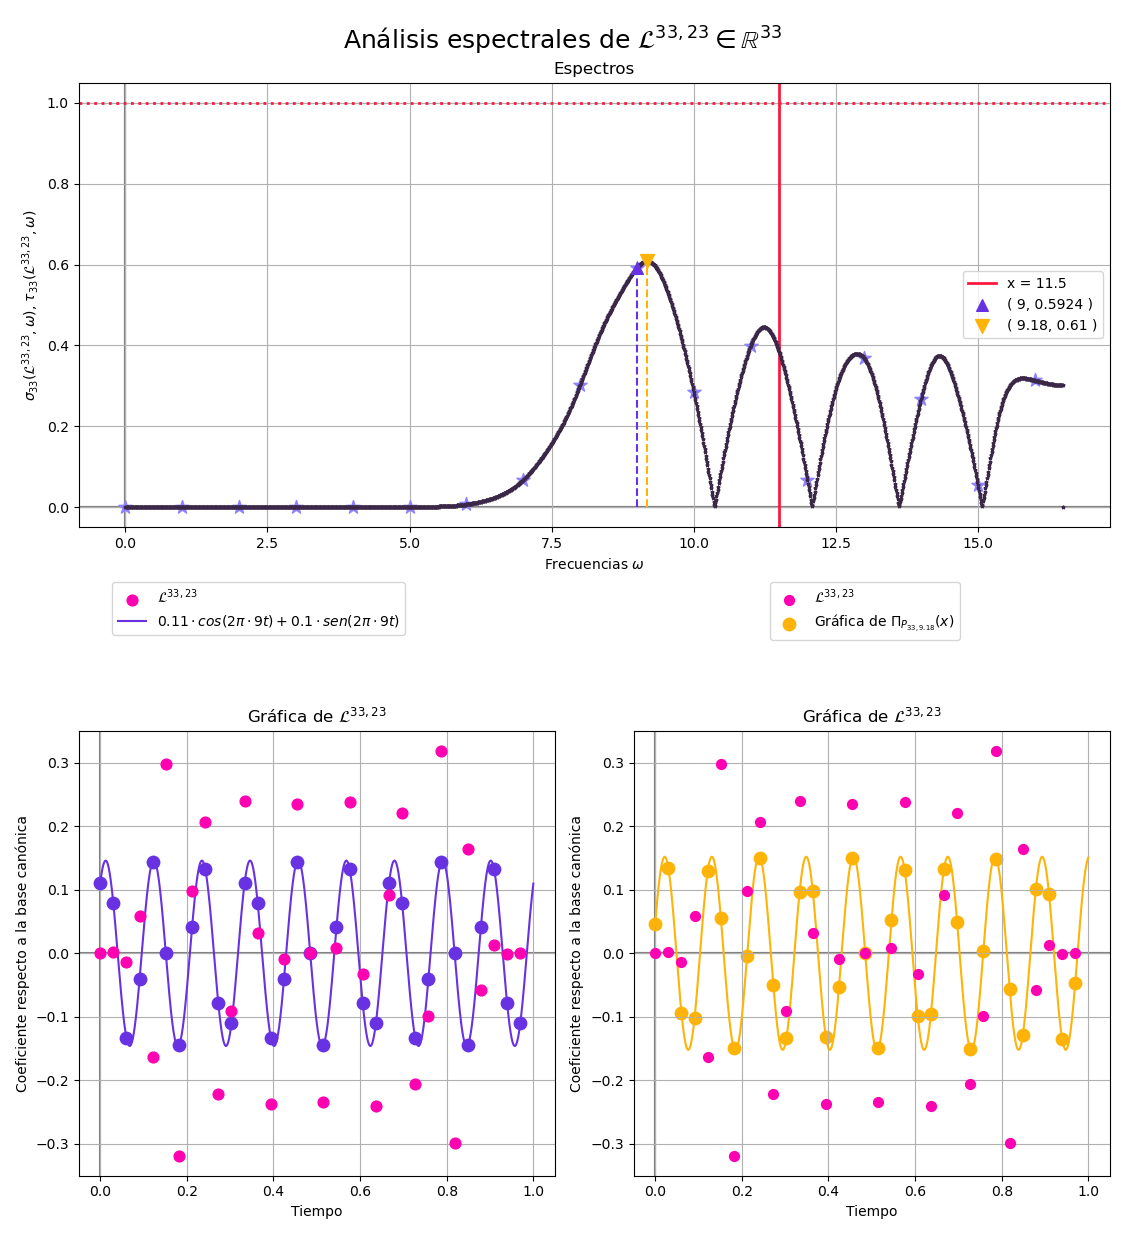 Análisis espectrales de 𝓛^{33,23} ∈ ℝ^{33}
Espectros
σ_{33}(𝓛^{33,23}, ω), τ_{33}(𝓛^{33,23}, ω)
1.0
0.8
0.6
0.4
0.2
0.0
x = 11.5
( 9, 0.5924 )
( 9.18, 0.61 )
0.0 2.5 5.0 7.5 10.0 12.5 15.0
Frecuencias ω
𝓛^{33,23}
0.11 · cos(2π · 9t) + 0.1 · sen(2π · 9t)
𝓛^{33,23}
Gráfica de Π_{P_{33,9.18}}(x)
Gráfica de 𝓛^{33,23}
Coeficiente respecto a la base canónica
0.3
0.2
0.1
0.0
−0.1
−0.2
−0.3
0.0 0.2 0.4 0.6 0.8 1.0
Tiempo
Gráfica de 𝓛^{33,23}
Coeficiente respecto a la base canónica
0.3
0.2
0.1
0.0
−0.1
−0.2
−0.3
0.0 0.2 0.4 0.6 0.8 1.0
Tiempo